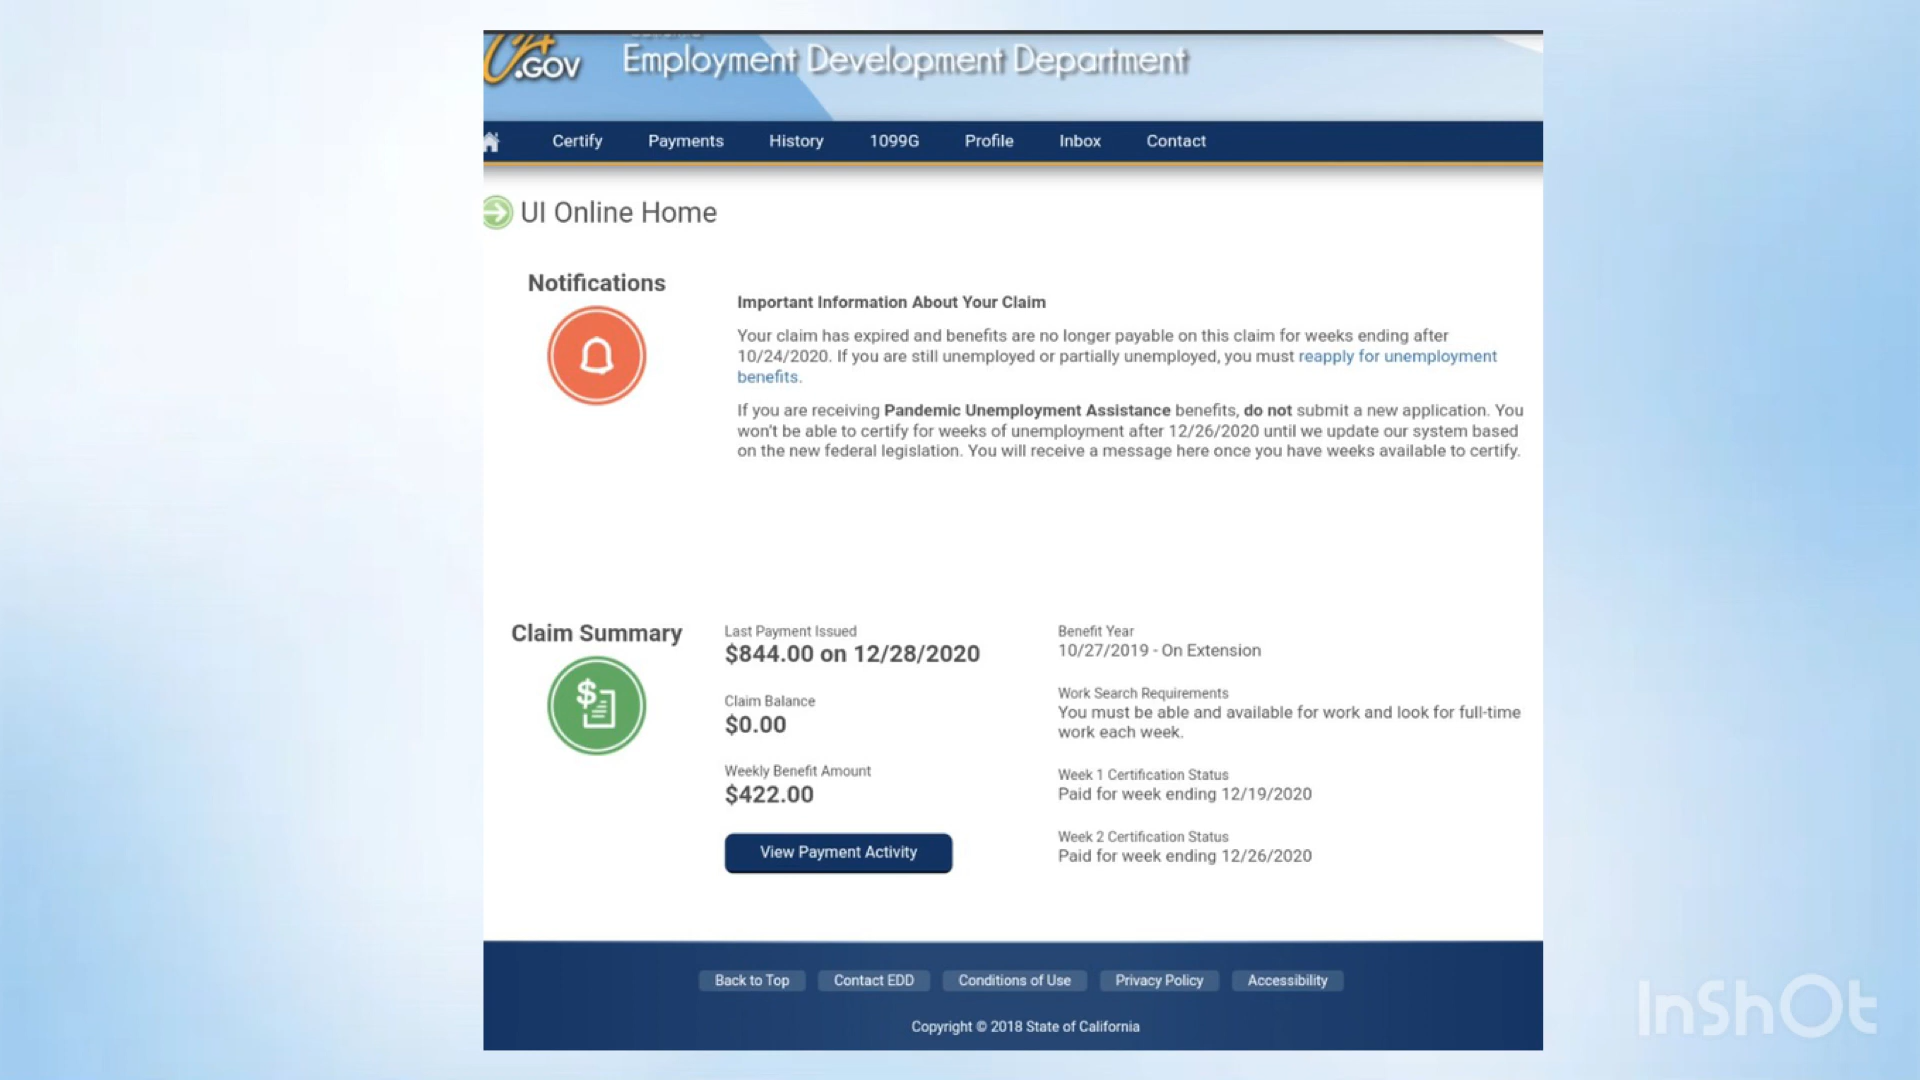 .GOV
Employment Development Department
Certify Payments History 1099G Profile Inbox Contact
UI Online Home
Notifications
Important Information About Your Claim
Your claim has expired and benefits are no longer payable on this claim for weeks ending after
10/24/2020. If you are still unemployed or partially unemployed, you must reapply for unemployment
benefits.
If you are receiving Pandemic Unemployment Assistance benefits, do not submit a new application. You
won't be able to certify for weeks of unemployment after 12/26/2020 until we update our system based
on the new federal legislation. You will receive a message here once you have weeks available to certify.
Claim Summary
Last Payment Issued
$844.00 on 12/28/2020
Claim Balance
$0.00
Weekly Benefit Amount
$422.00
View Payment Activity
Benefit Year
10/27/2019 - On Extension
Work Search Requirements
You must be able and available for work and look for full-time
work each week.
Week 1 Certification Status
Paid for week ending 12/19/2020
Week 2 Certification Status
Paid for week ending 12/26/2020
Back to Top Contact EDD Conditions of Use Privacy Policy Accessibility
Copyright © 2018 State of California
InShOt